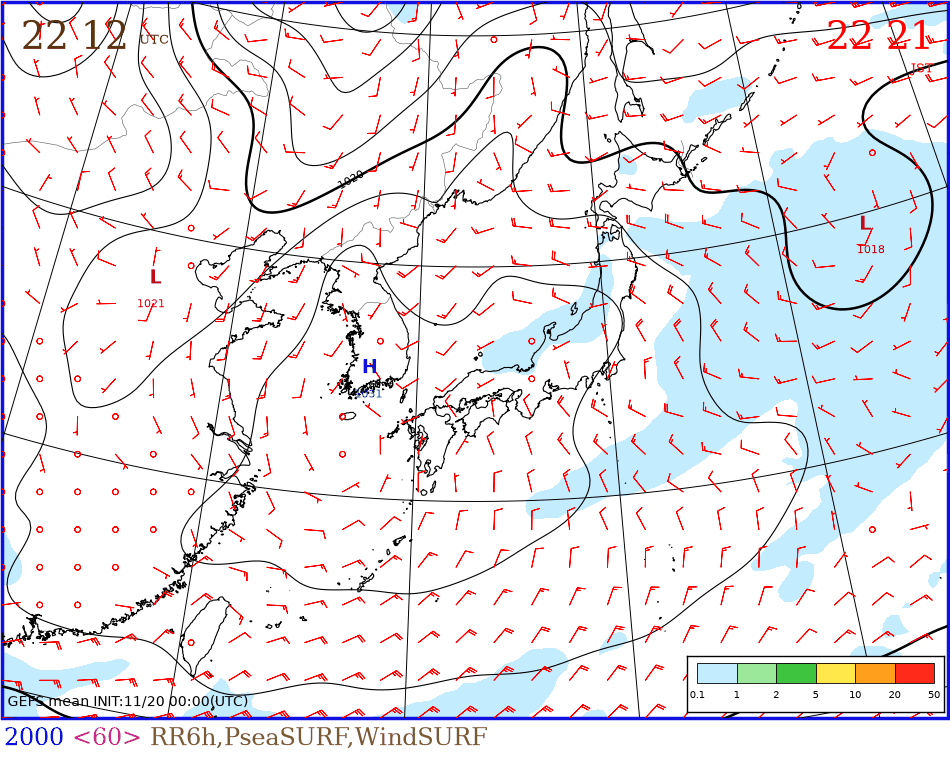 22 12 UTC
22 21
JST
1020
L
1018
L
1021
H
1031
0.1 1 2 5 10 20 50
GEFS mean INIT:11/20 00:00(UTC)
2000 <60> RR6h,PseaSURF,WindSURF